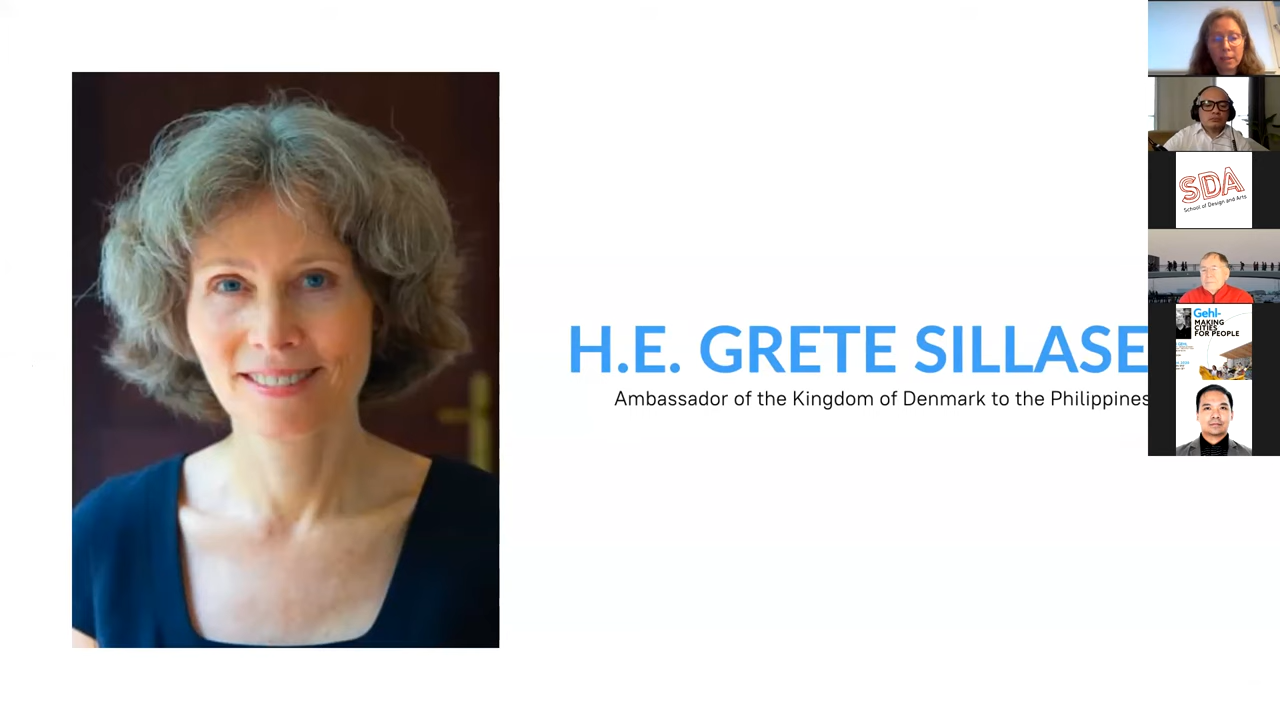 H.E. GRETE SILLASE
Ambassador of the Kingdom of Denmark to the Philippines
SDA
School of Design and Arts
Gehl-
MAKING
CITIES
FOR PEOPLE